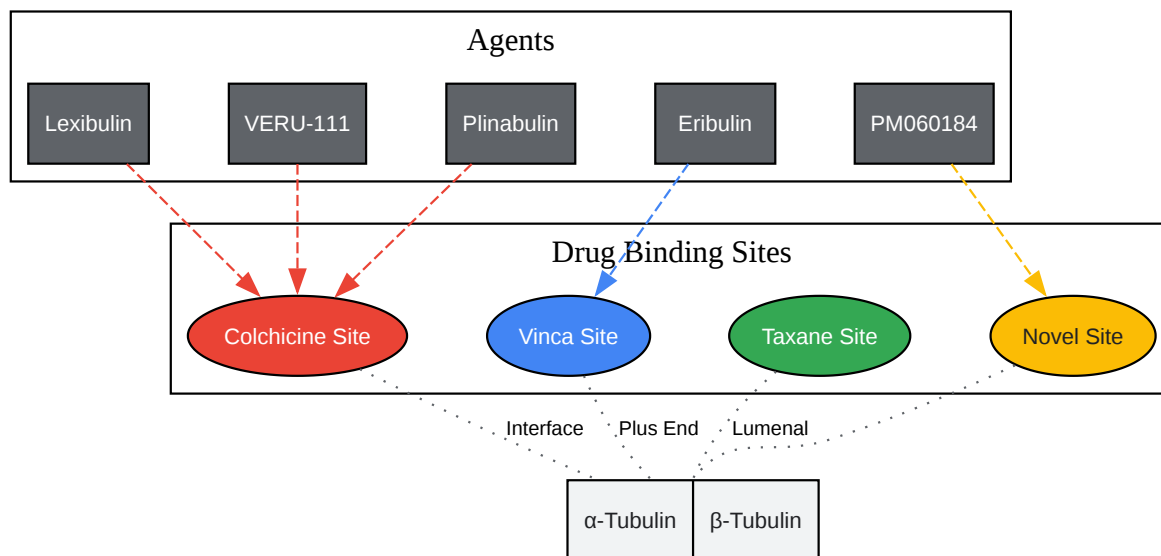 Agents
Lexibulin
VERU-111
Plinabulin
Eribulin
PM060184
Drug Binding Sites
Colchicine Site
Vinca Site
Taxane Site
Novel Site
Interface
Plus End
Lumenal
α-Tubulin
β-Tubulin